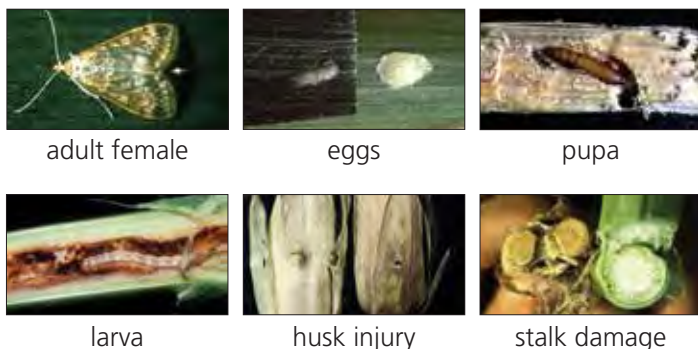 adult female
eggs
pupa
larva
husk injury
stalk damage